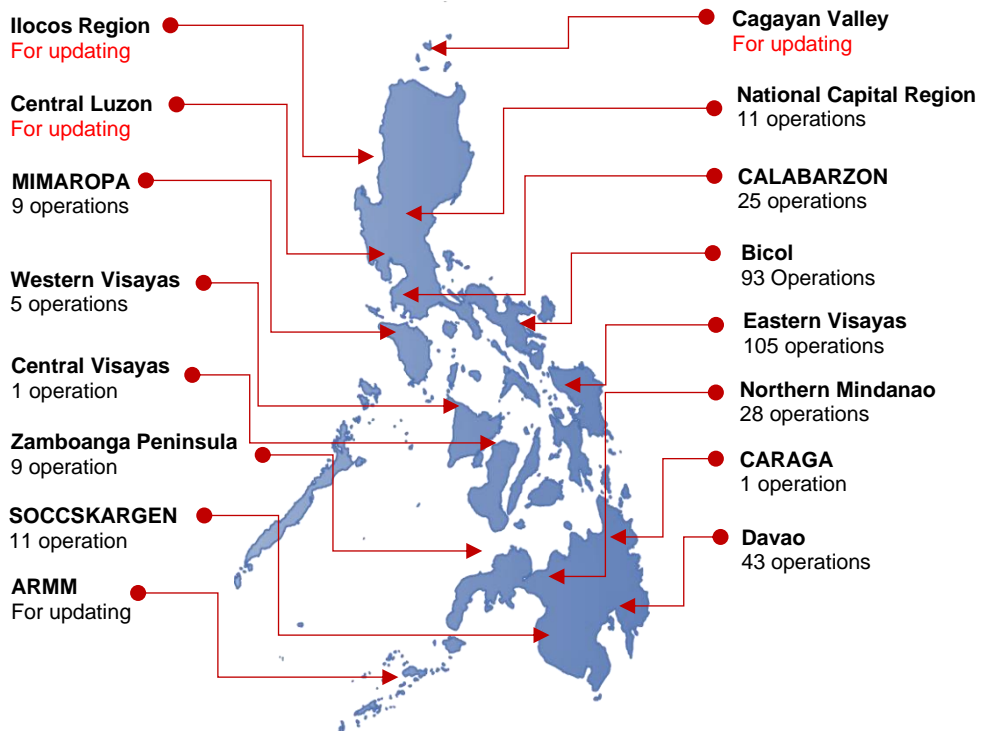 Ilocos Region
For updating
Central Luzon
For updating
MIMAROPA
9 operations
Western Visayas
5 operations
Central Visayas
1 operation
Zamboanga Peninsula
9 operation
SOCCSKARGEN
11 operation
ARMM
For updating
Cagayan Valley
For updating
National Capital Region
11 operations
CALABARZON
25 operations
Bicol
93 Operations
Eastern Visayas
105 operations
Northern Mindanao
28 operations
CARAGA
1 operation
Davao
43 operations